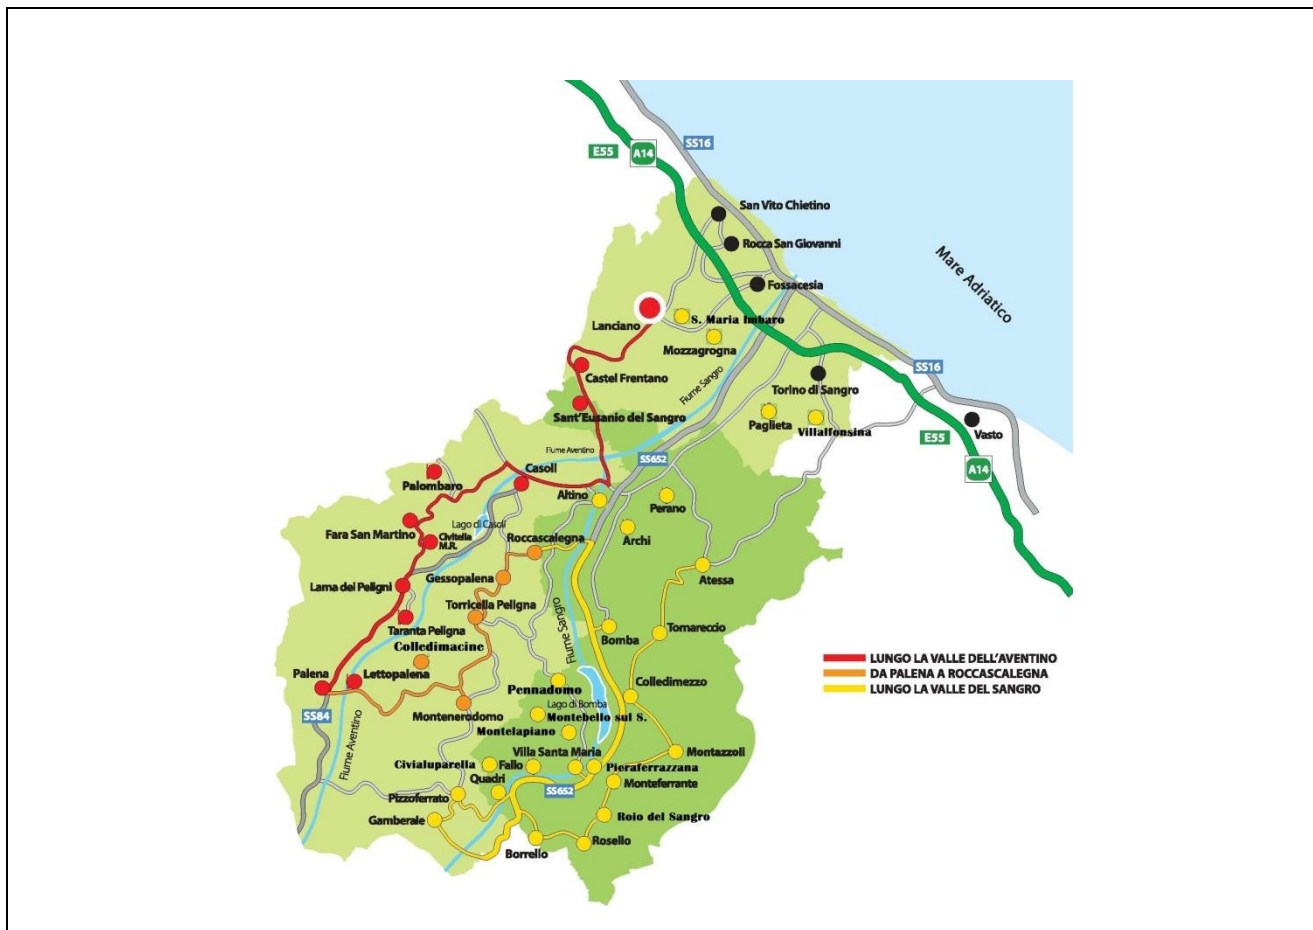 SS16
E55
A14
San Vito Chietino
Rocca San Giovanni
Mare Adriatico
Fossacesia
Lanciano
S. Maria Imbaro
Mozzagrogna
Castel Frentano
Fiume Sangro
SS16
Torino di Sangro
Sant'Eusanio del Sangro
Paglieta
Villalfonsina
Vasto
E55
A14
Fiume Aventino
SS652
Casoli
Palombaro
Altino
Perano
Lago di Casoli
Fara San Martino
Civitella
M.R.
Roccascalegna
Archi
Gessopalena
Atessa
Lama dei Peligni
Torricella Peligna
Fiume Sangro
Taranta Peligna
Bomba
Tornareccio
Colledimacine
LUNGO LA VALLE DELL'AVENTINO
DA PALENA A ROCCASCALEGNA
LUNGO LA VALLE DEL SANGRO
Palena
Lettopalena
Pennadomo
Colledimezzo
Lago di Bomba
SS84
Montenerodomo
Montebello sul S.
Montelapiano
Fiume Aventino
Villa Santa Maria
Montazzoli
Civialuparella
Fallo
Pieraferrazzana
Quadri
Monteferrante
SS652
Pizzoferrato
Gamberale
Roio del Sangro
Borrello
Rosello